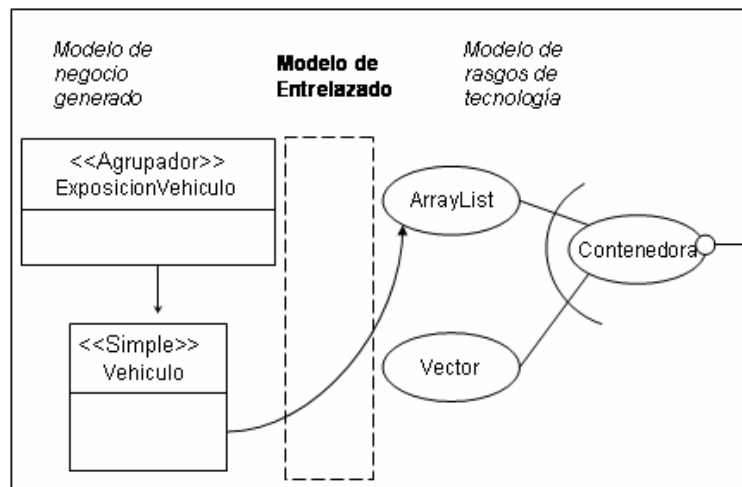 Modelo de
negocio
generado
Modelo de
Entrelazado
Modelo de
rasgos de
tecnología
<<Agrupador>>
ExposicionVehiculo
ArrayList
Contenedora
<<Simple>>
Vehiculo
Vector